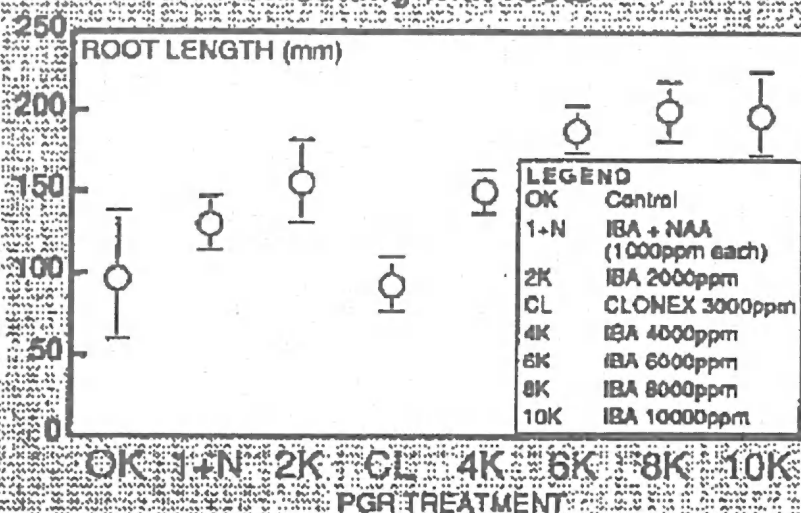 250
ROOT LENGTH (mm)
200
150
100
50
0
LEGEND
OK Control
1+N IBA + NAA
(1000ppm each)
2K IBA 2000ppm
CL CLONEX 3000ppm
4K IBA 4000ppm
6K IBA 6000ppm
8K IBA 8000ppm
10K IBA 10000ppm
OK 1+N 2K CL 4K 6K 8K 10K
PGR TREATMENT